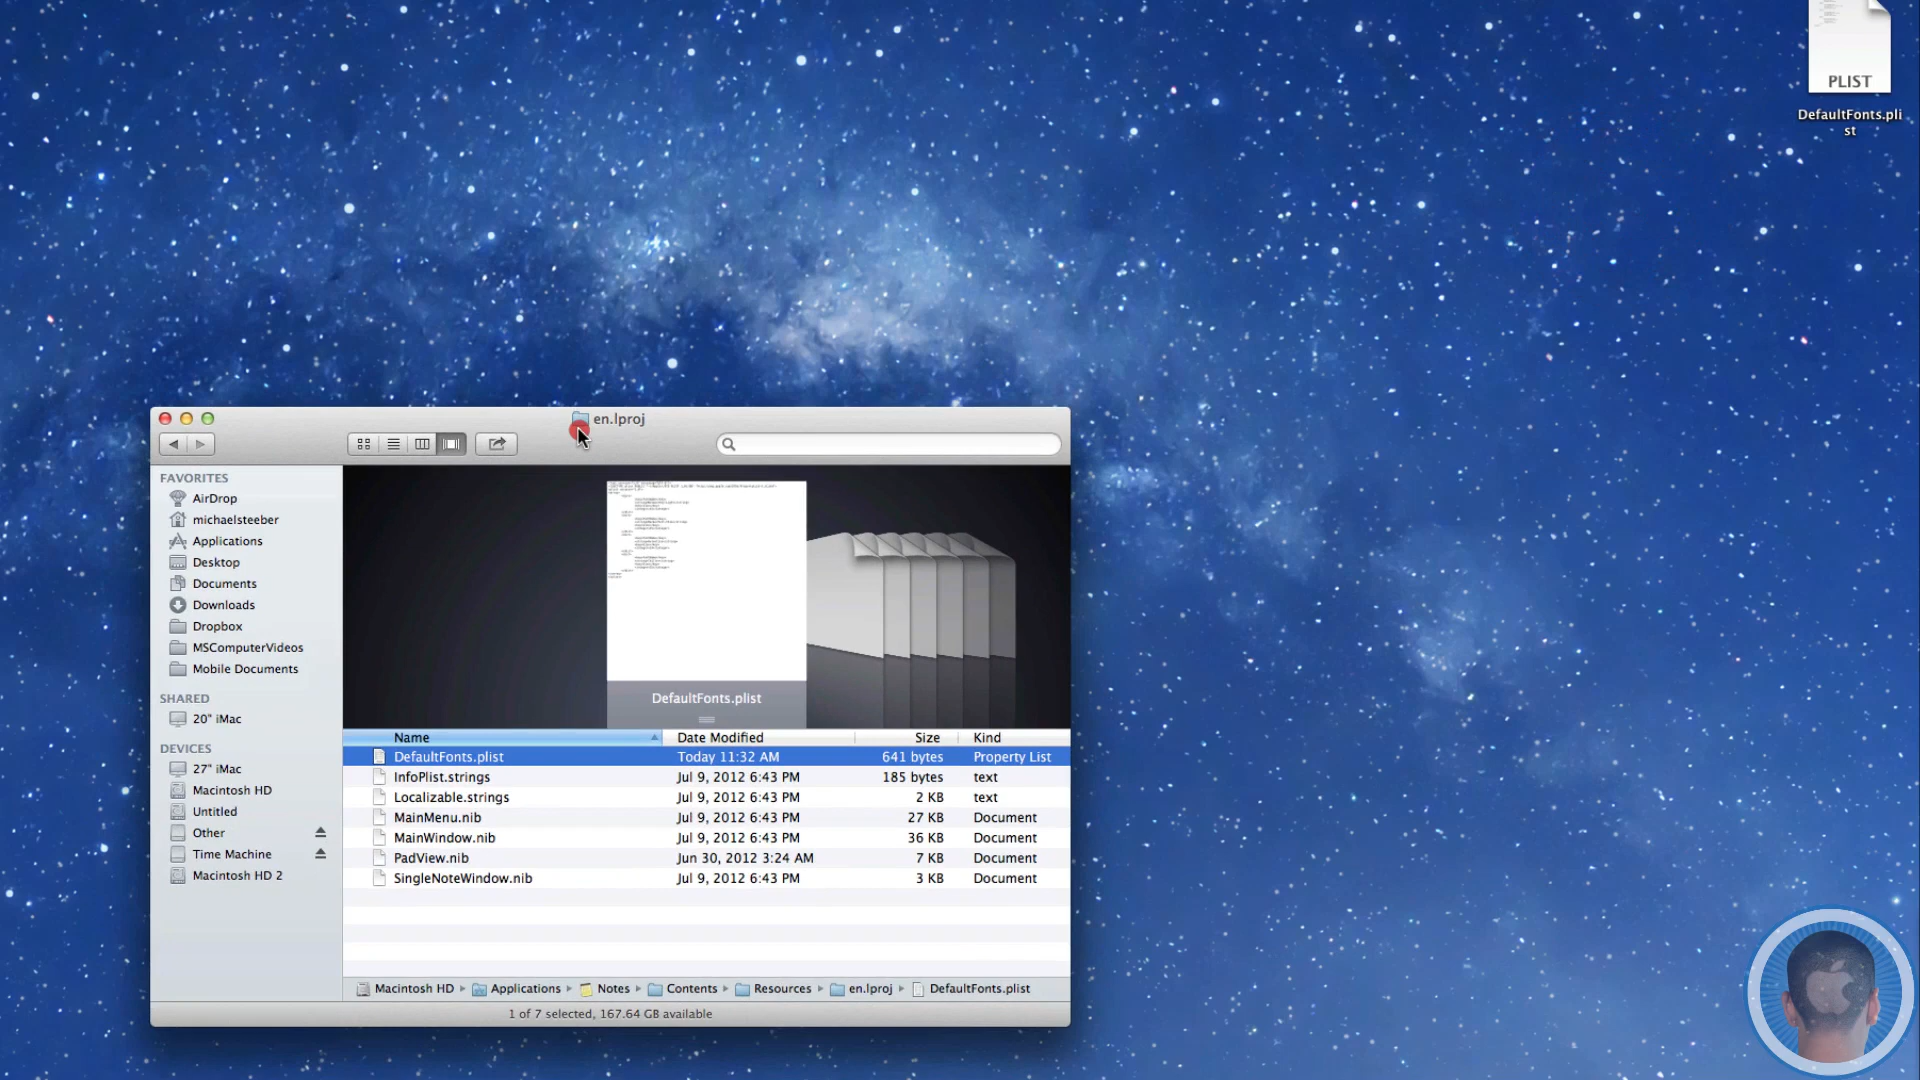 PLIST
DefaultFonts.pli
st
en.lproj
FAVORITES
AirDrop
michaelsteeber
Applications
Desktop
Documents
Downloads
Dropbox
MSComputerVideos
Mobile Documents
SHARED
20" iMac
DEVICES
27" iMac
Macintosh HD
Untitled
Other
Time Machine
Macintosh HD 2
DefaultFonts.plist
Name Date Modified Size Kind
DefaultFonts.plist Today 11:32 AM 641 bytes Property List
InfoPlist.strings Jul 9, 2012 6:43 PM 185 bytes text
Localizable.strings Jul 9, 2012 6:43 PM 2 KB text
MainMenu.nib Jul 9, 2012 6:43 PM 27 KB Document
MainWindow.nib Jul 9, 2012 6:43 PM 36 KB Document
PadView.nib Jun 30, 2012 3:24 AM 7 KB Document
SingleNoteWindow.nib Jul 9, 2012 6:43 PM 3 KB Document
Macintosh HD Applications Notes Contents Resources en.lproj DefaultFonts.plist
1 of 7 selected, 167.64 GB available